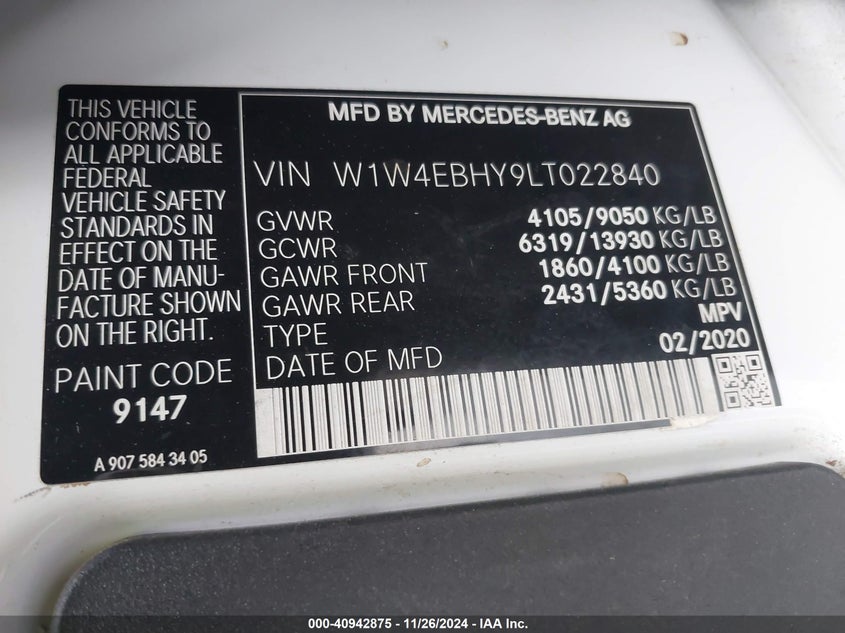 THIS VEHICLE
CONFORMS TO
ALL APPLICABLE
FEDERAL
VEHICLE SAFETY
STANDARDS IN
EFFECT ON THE
DATE OF MANU-
FACTURE SHOWN
ON THE RIGHT.
PAINT CODE
9147
A 907 584 34 05
MFD BY MERCEDES-BENZ AG
VIN W1W4EBHY9LT022840
GVWR 4105/9050 KG/LB
GCWR 6319/13930 KG/LB
GAWR FRONT 1860/4100 KG/LB
GAWR REAR 2431/5360 KG/LB
TYPE MPV
DATE OF MFD 02/2020
000-40942875 - 11/26/2024 - IAA Inc.